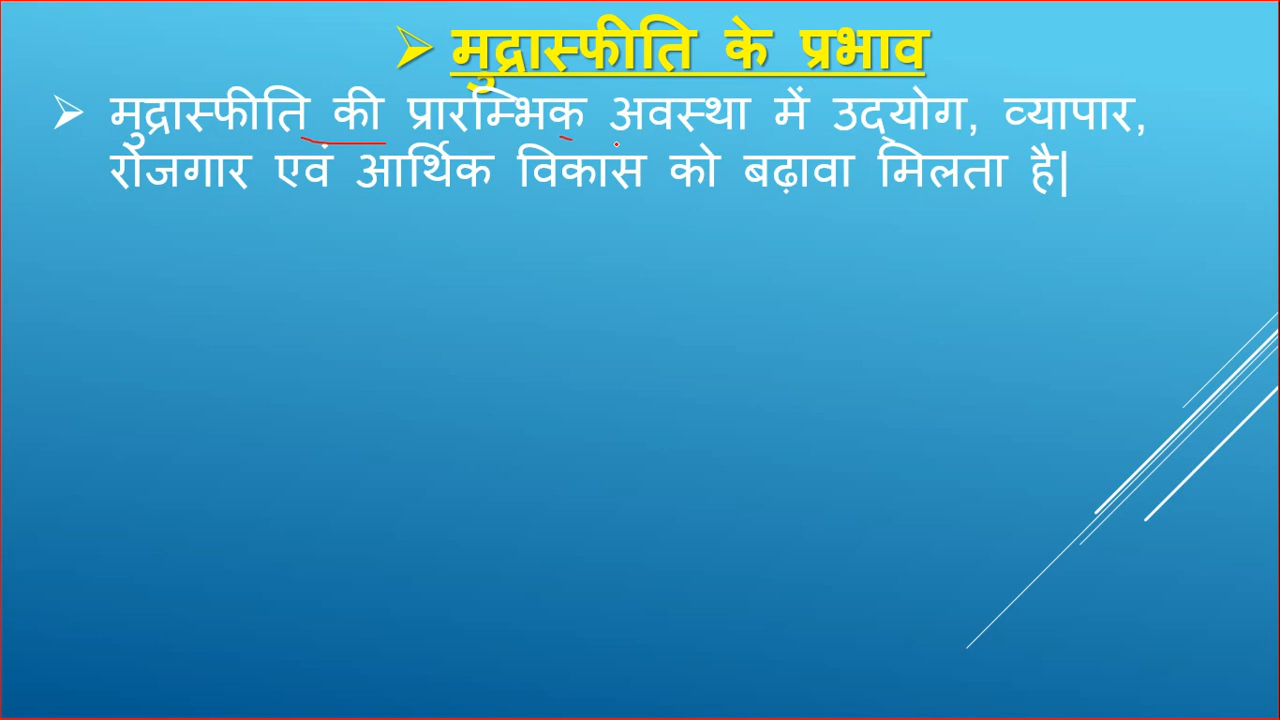 मुद्रास्फीति के प्रभाव
मुद्रास्फीति की प्रारम्भिक अवस्था में उद्योग, व्यापार,
रोजगार एवं आर्थिक विकास को बढ़ावा मिलता है|